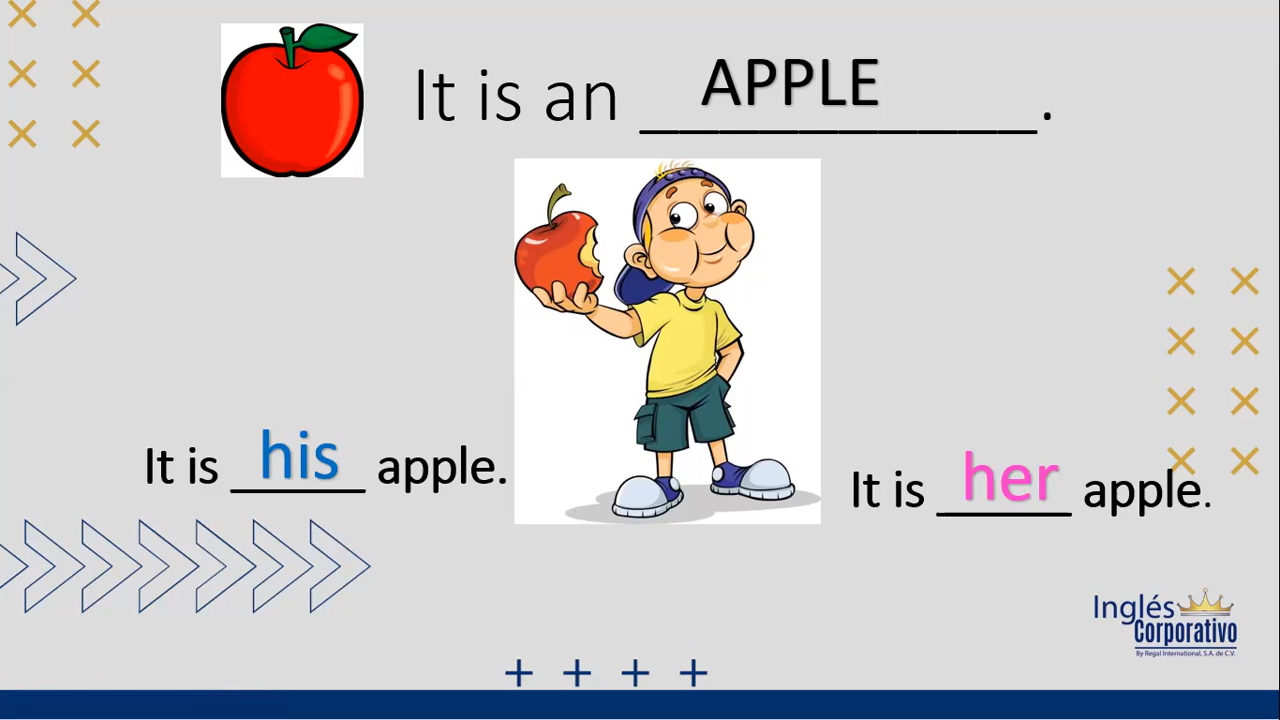 It is an APPLE.
It is his apple.
It is her apple.
Inglés
Corporativo
By Regal International, S.A. de C.V.